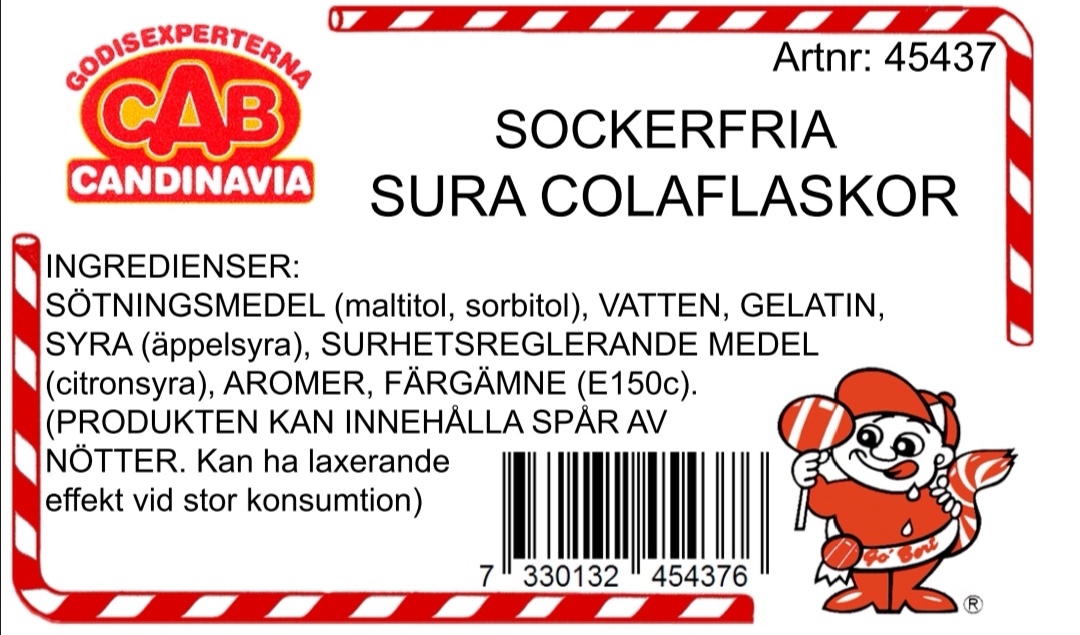 GODISEXPERTERNA
CAB
CANDINAVIA
Artnr: 45437
SOCKERFRIA
SURA COLAFLASKOR
INGREDIENSER:
SÖTNINGSMEDEL (maltitol, sorbitol), VATTEN, GELATIN,
SYRA (äppelsyra), SURHETSREGLERANDE MEDEL
(citronsyra), AROMER, FÄRGÄMNE (E150c).
(PRODUKTEN KAN INNEHÅLLA SPÅR AV
NÖTTER. Kan ha laxerande
effekt vid stor konsumtion)
7 330132 454376
Go' Bert
®